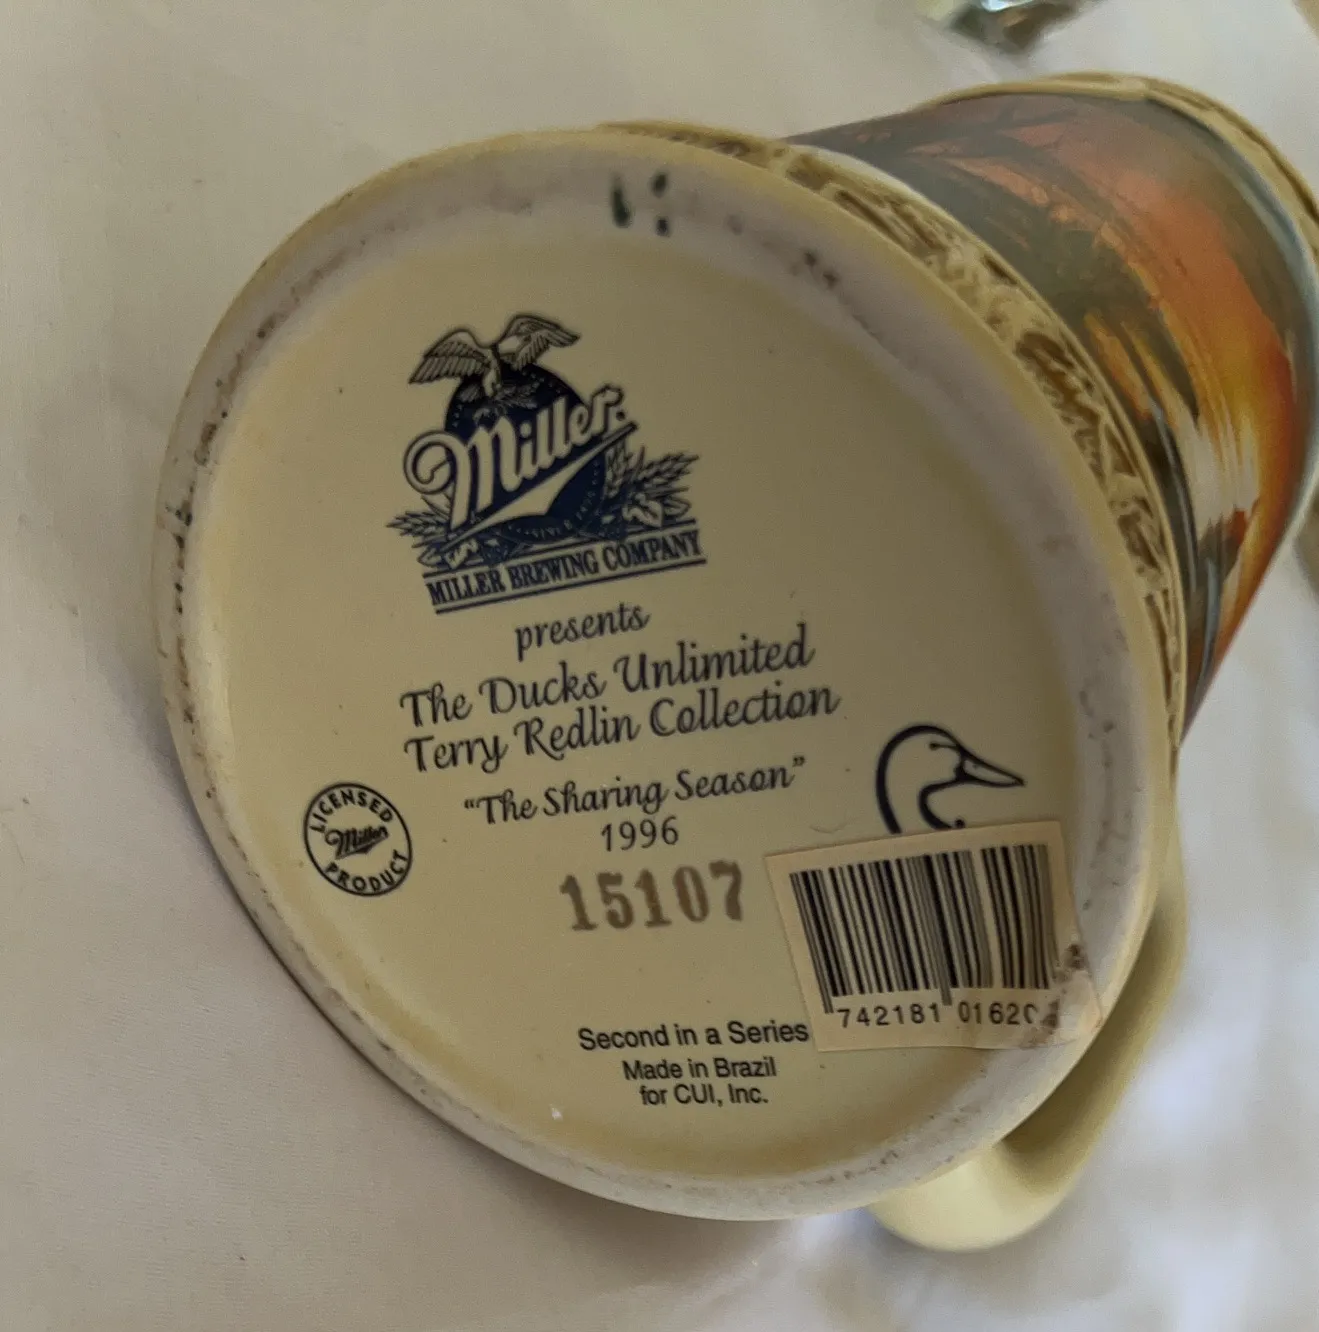 Miller
MILLER BREWING COMPANY
presents
The Ducks Unlimited
Terry Redlin Collection
"The Sharing Season"
1996
15107
LICENSED
Miller
PRODUCT
742181 01620
Second in a Series
Made in Brazil
for CUI, Inc.